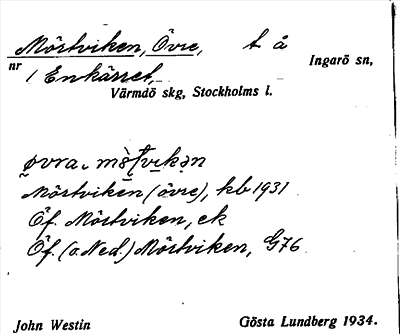 Mörtviken, Övre, t å Ingarö sn,
nr 1 Enkärret,
Värmdö skg, Stockholms l.
øvra mö̀ʈvikən
Mörtviken (övre), kb 1931
Öf. Mörtviken, ek
Öf. (o. Ned.) Mörtviken, G76
John Westin Gösta Lundberg 1934.